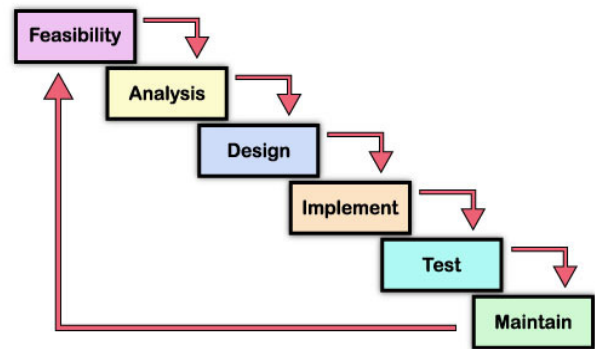 Feasibility
Analysis
Design
Implement
Test
Maintain